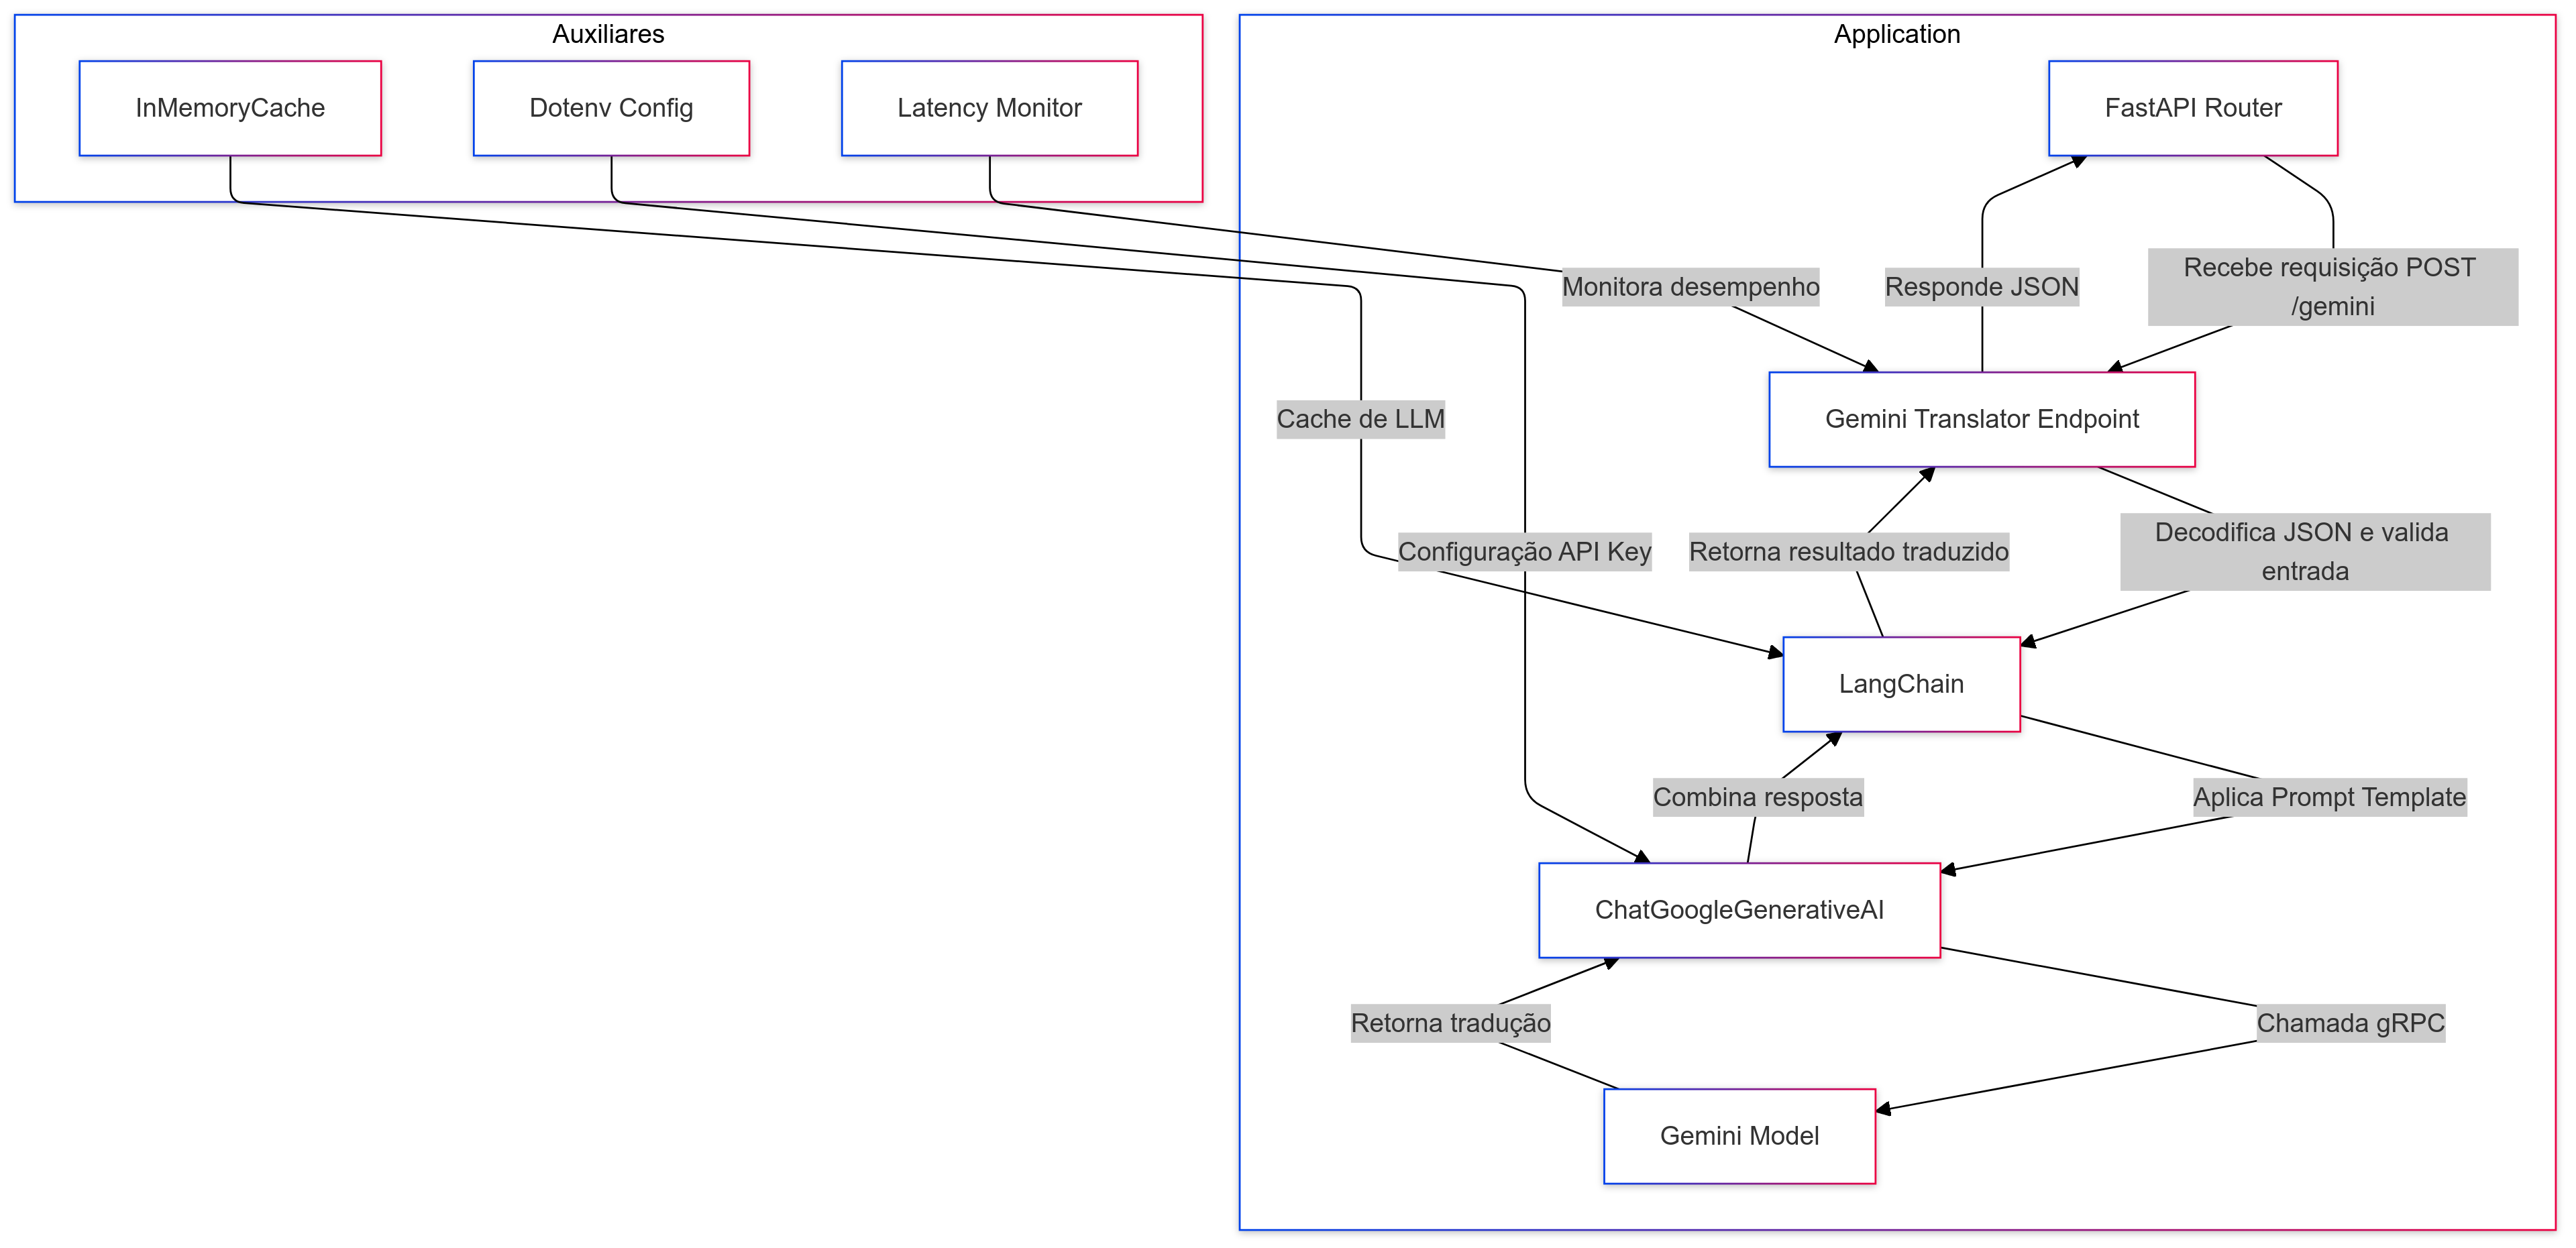 Auxiliares
InMemoryCache
Dotenv Config
Latency Monitor
Application
FastAPI Router
Monitora desempenho
Responde JSON
Recebe requisição POST
/gemini
Gemini Translator Endpoint
Cache de LLM
Configuração API Key
Retorna resultado traduzido
Decodifica JSON e valida
entrada
LangChain
Combina resposta
Aplica Prompt Template
ChatGoogleGenerativeAI
Retorna tradução
Chamada gRPC
Gemini Model